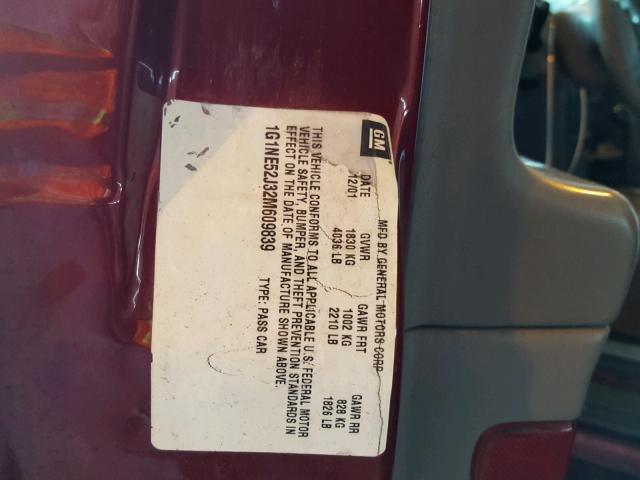 GM
MFD BY GENERAL MOTORS CORP
DATE GVWR GAWR FRT GAWR RR
12/01 1830 KG 1002 KG 828 KG
4036 LB 2210 LB 1826 LB
THIS VEHICLE CONFORMS TO ALL APPLICABLE U.S. FEDERAL MOTOR
VEHICLE SAFETY, BUMPER, AND THEFT PREVENTION STANDARDS IN
EFFECT ON THE DATE OF MANUFACTURE SHOWN ABOVE.
1G1NE52J32M609839 TYPE: PASS CAR